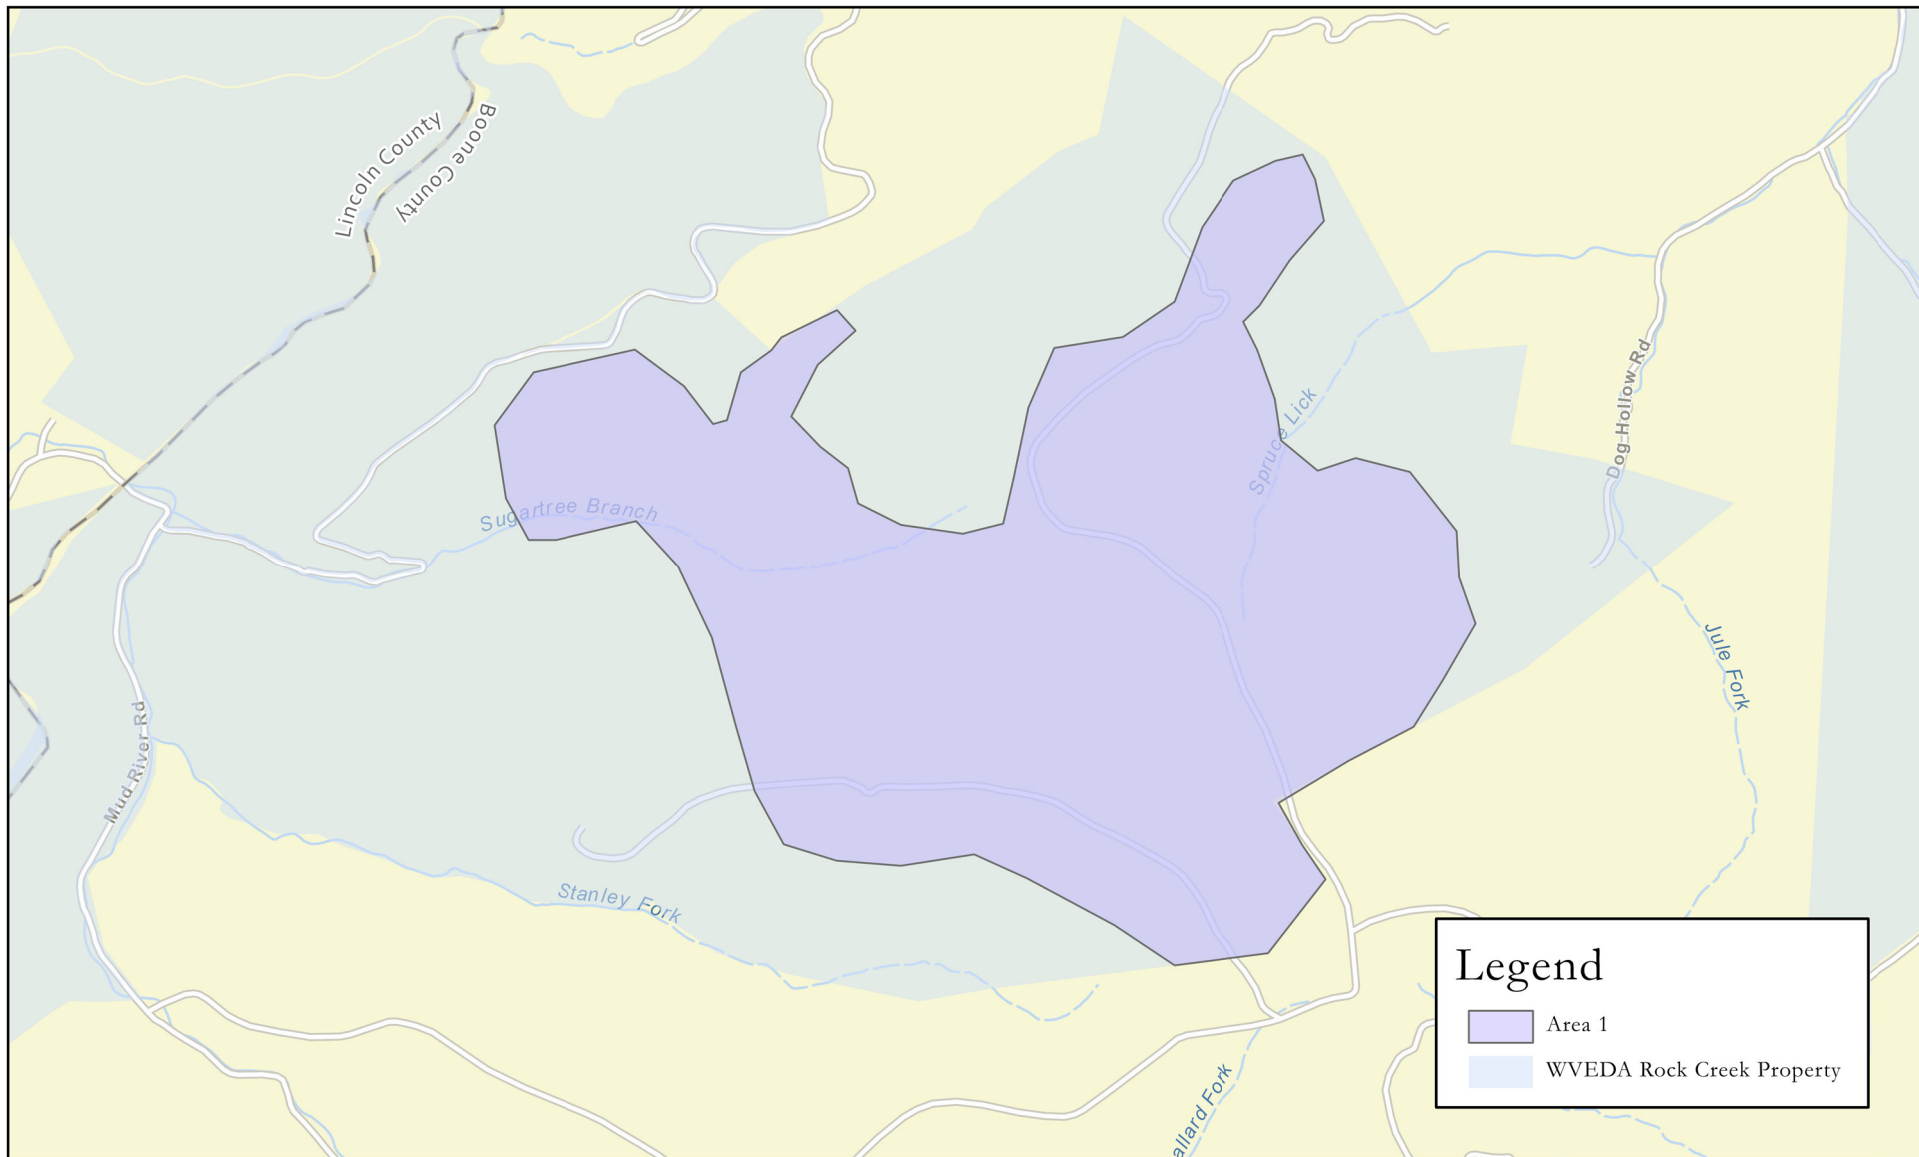 Lincoln County
Boone County
Spruce Lick
Dog Hollow Rd
Sugartree Branch
Jule Fork
Mud River Rd
Stanley Fork
allard Fork
Legend
Area 1
WVEDA Rock Creek Property